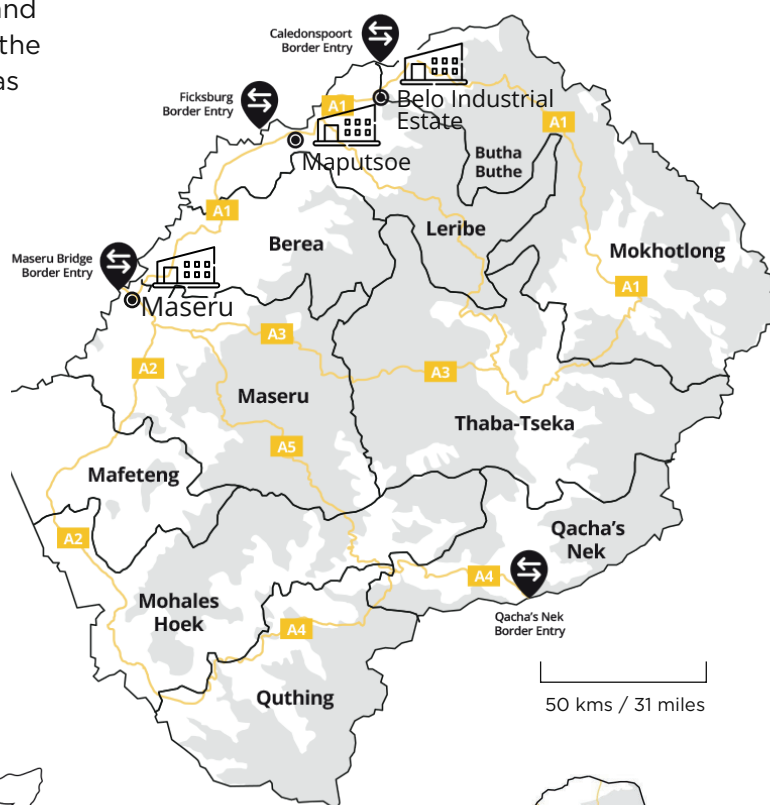 and
the
as
Caledonspoort
Border Entry
Ficksburg
Border Entry
A1
Belo Industrial
Estate
A1
Maputsoe
Butha
Buthe
A1
Leribe
Berea
Mokhotlong
Maseru Bridge
Border Entry
A1
Maseru
A3
A2
A3
Maseru
Thaba-Tseka
A5
Mafeteng
Qacha's
Nek
A2
A4
Mohales
Hoek
A4
Qacha's Nek
Border Entry
Quthing
50 kms / 31 miles